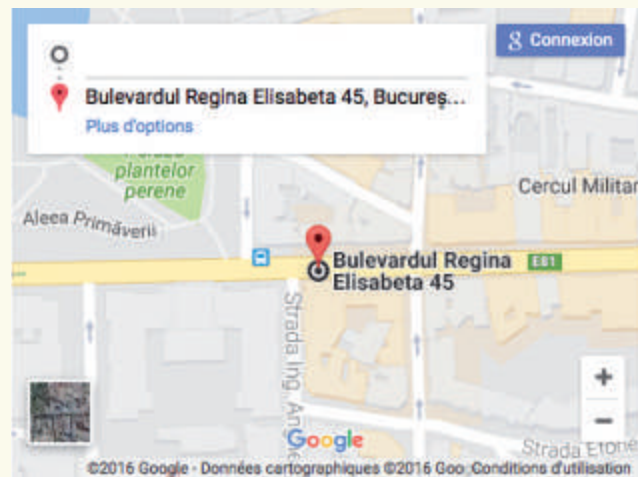 g Connexion
Bulevardul Regina Elisabeta 45, Bucureș...
Plus d'options
plantelor
perene
Cercul Militar
Aleea Primăverii
Bulevardul Regina
Elisabeta 45
E81
Strada Ing. An
Google
Strada
©2016 Google - Données cartographiques ©2016 Goo Conditions d'utilisation